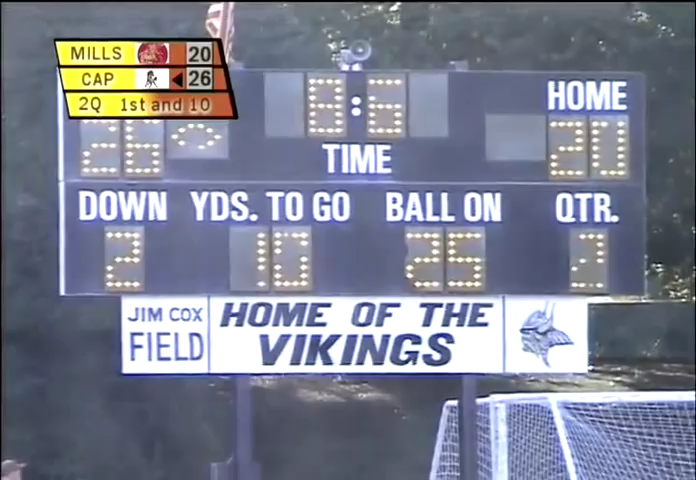 MILLS 20
CAP 26
2Q 1st and 10
8:6 HOME
26 TIME 20
DOWN YDS. TO GO BALL ON QTR.
2 10 25 2
JIM COX
FIELD
HOME OF THE
VIKINGS